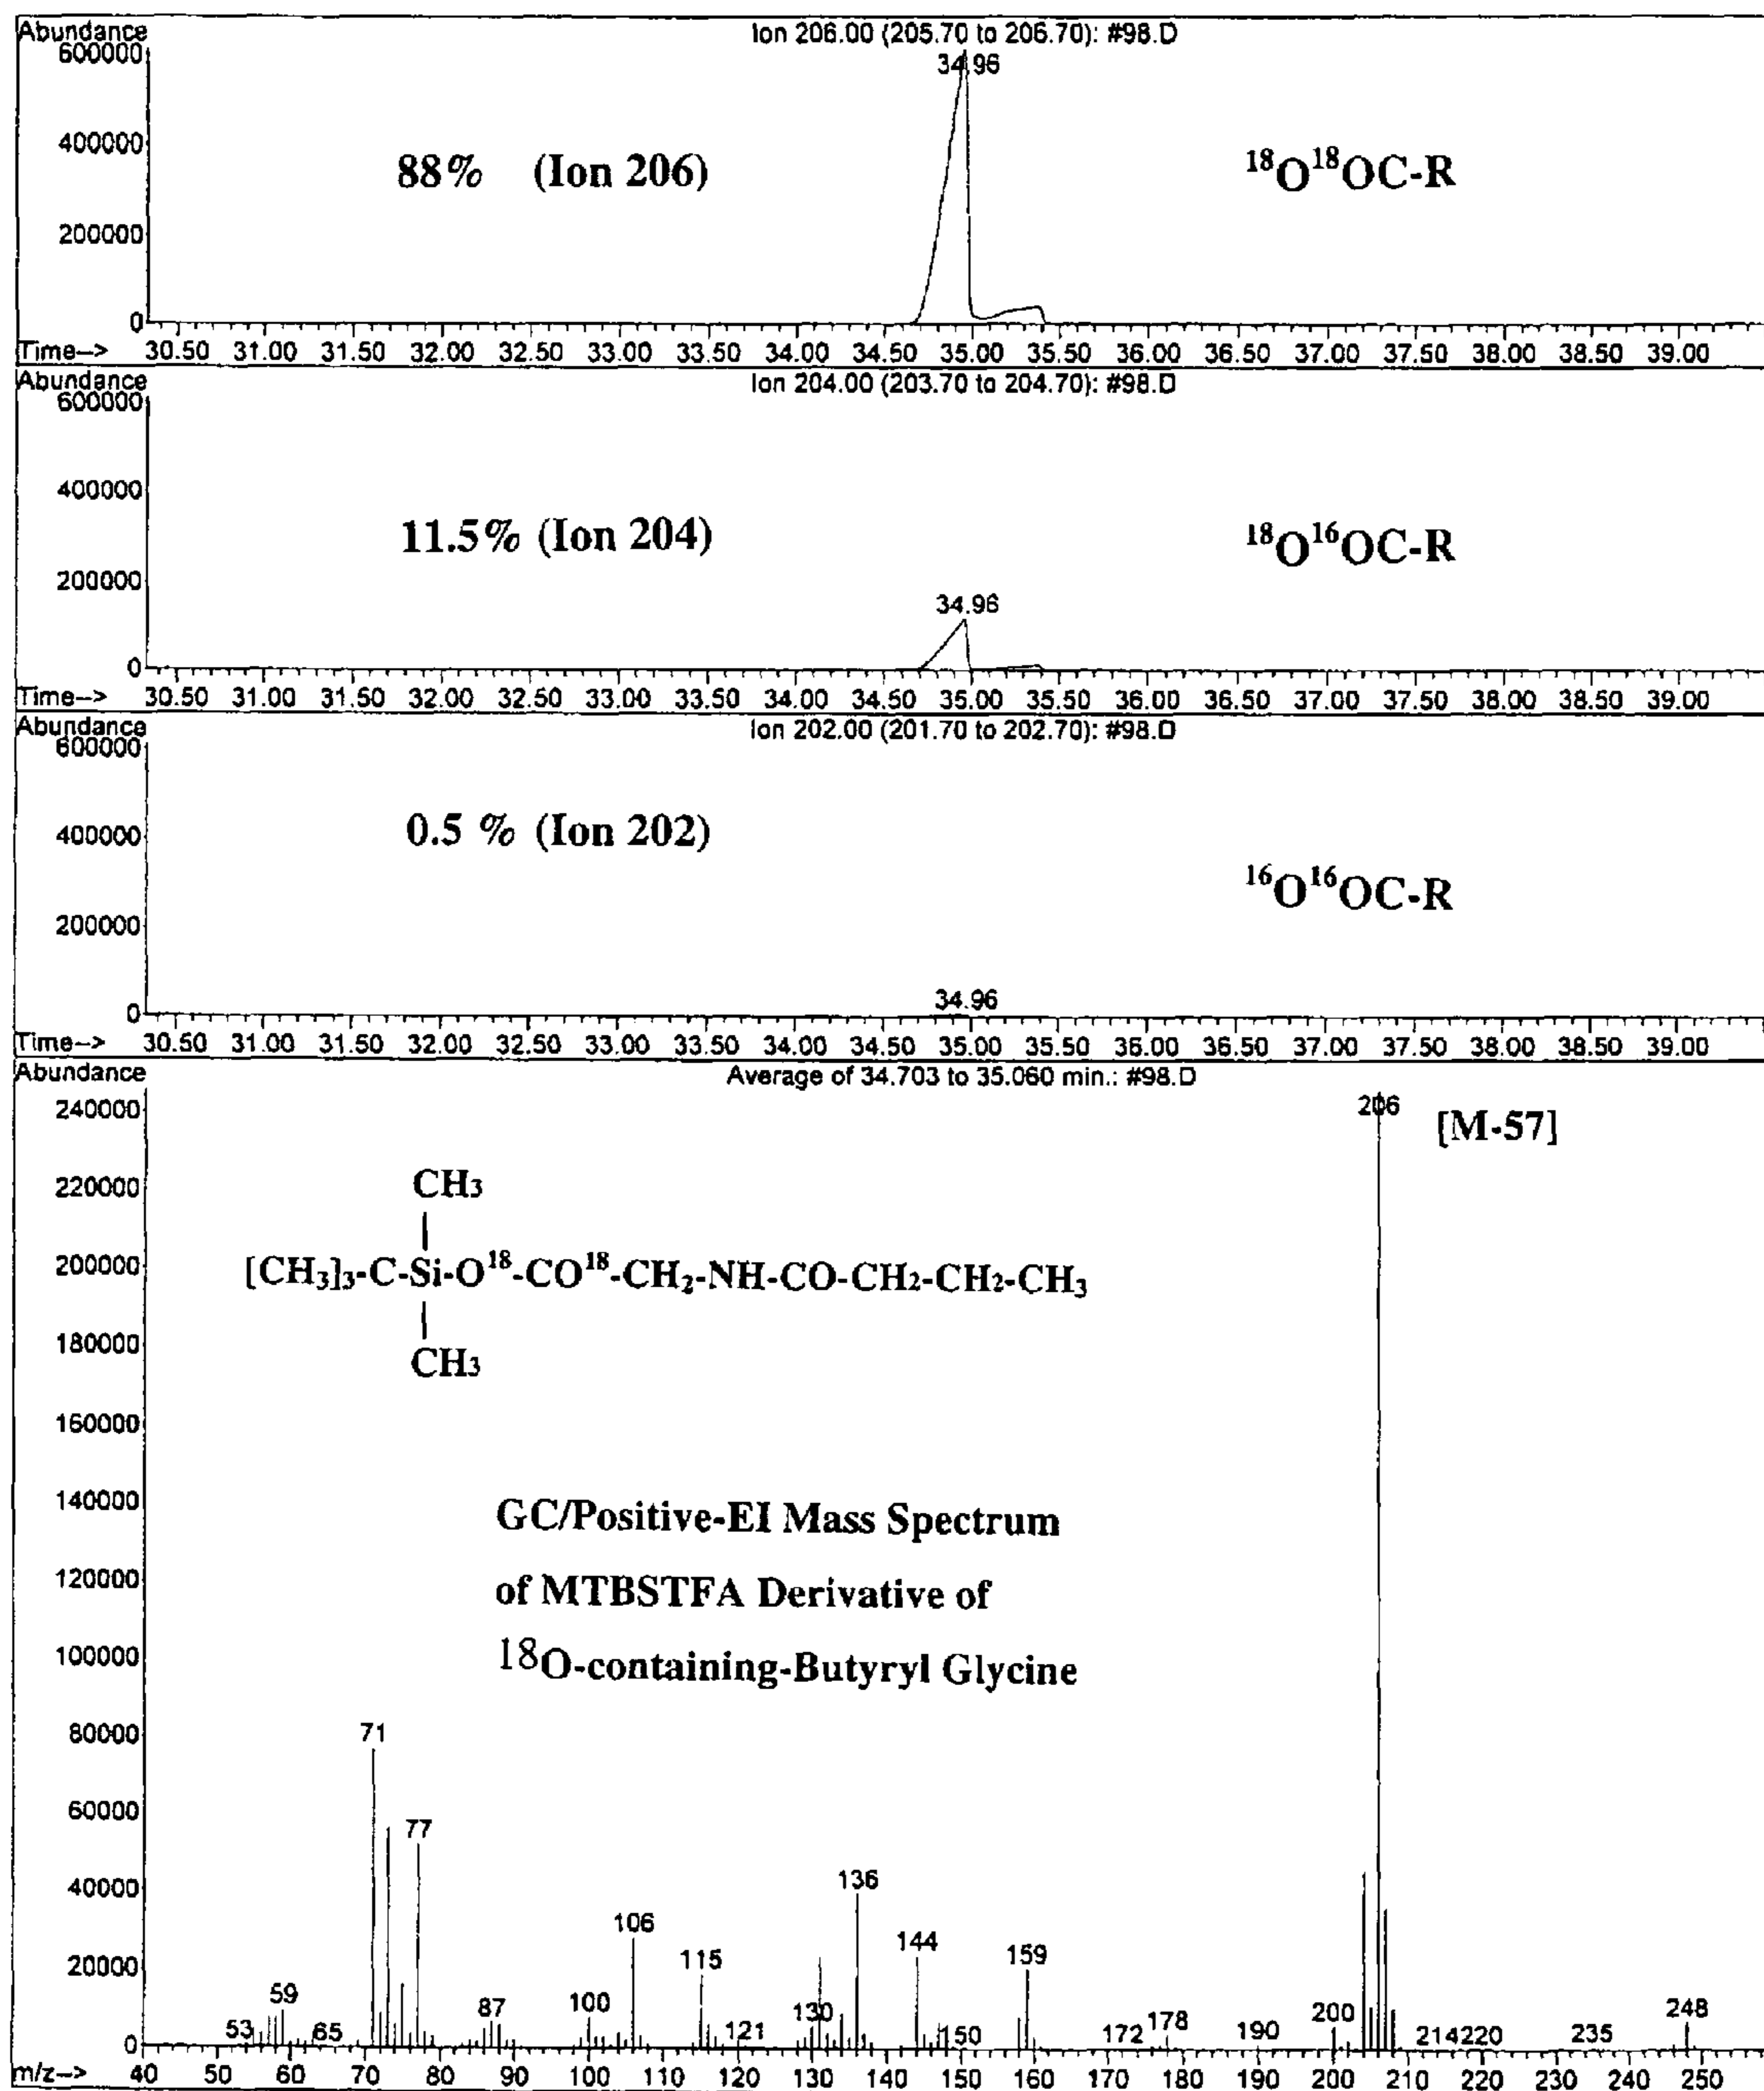 Abundance
Ion 206.00 (205.70 to 206.70): #98.D
600000
34.96
400000
88% (Ion 206)
¹⁸O¹⁸OC-R
200000
0
Time-->
30.50 31.00 31.50 32.00 32.50 33.00 33.50 34.00 34.50 35.00 35.50 36.00 36.50 37.00 37.50 38.00 38.50 39.00
Abundance
Ion 204.00 (203.70 to 204.70): #98.D
600000
400000
11.5% (Ion 204)
¹⁸O¹⁶OC-R
200000
34.96
0
Time-->
30.50 31.00 31.50 32.00 32.50 33.00 33.50 34.00 34.50 35.00 35.50 36.00 36.50 37.00 37.50 38.00 38.50 39.00
Abundance
Ion 202.00 (201.70 to 202.70): #98.D
600000
400000
0.5 % (Ion 202)
¹⁶O¹⁶OC-R
200000
34.96
0
Time-->
30.50 31.00 31.50 32.00 32.50 33.00 33.50 34.00 34.50 35.00 35.50 36.00 36.50 37.00 37.50 38.00 38.50 39.00
Abundance
Average of 34.703 to 35.060 min.: #98.D
240000
206
[M-57]
220000
CH₃
200000
[CH₃]₃-C-Si-O¹⁸-CO¹⁸-CH₂-NH-CO-CH₂-CH₂-CH₃
180000
CH₃
160000
140000
GC/Positive-EI Mass Spectrum
120000
of MTBSTFA Derivative of
100000
¹⁸O-containing-Butyryl Glycine
80000
71
60000
77
40000
136
106
20000
115
144
159
59
87
100
130
200
248
53
65
121
150
172
178
190
214
220
235
0
m/z-->
40 50 60 70 80 90 100 110 120 130 140 150 160 170 180 190 200 210 220 230 240 250